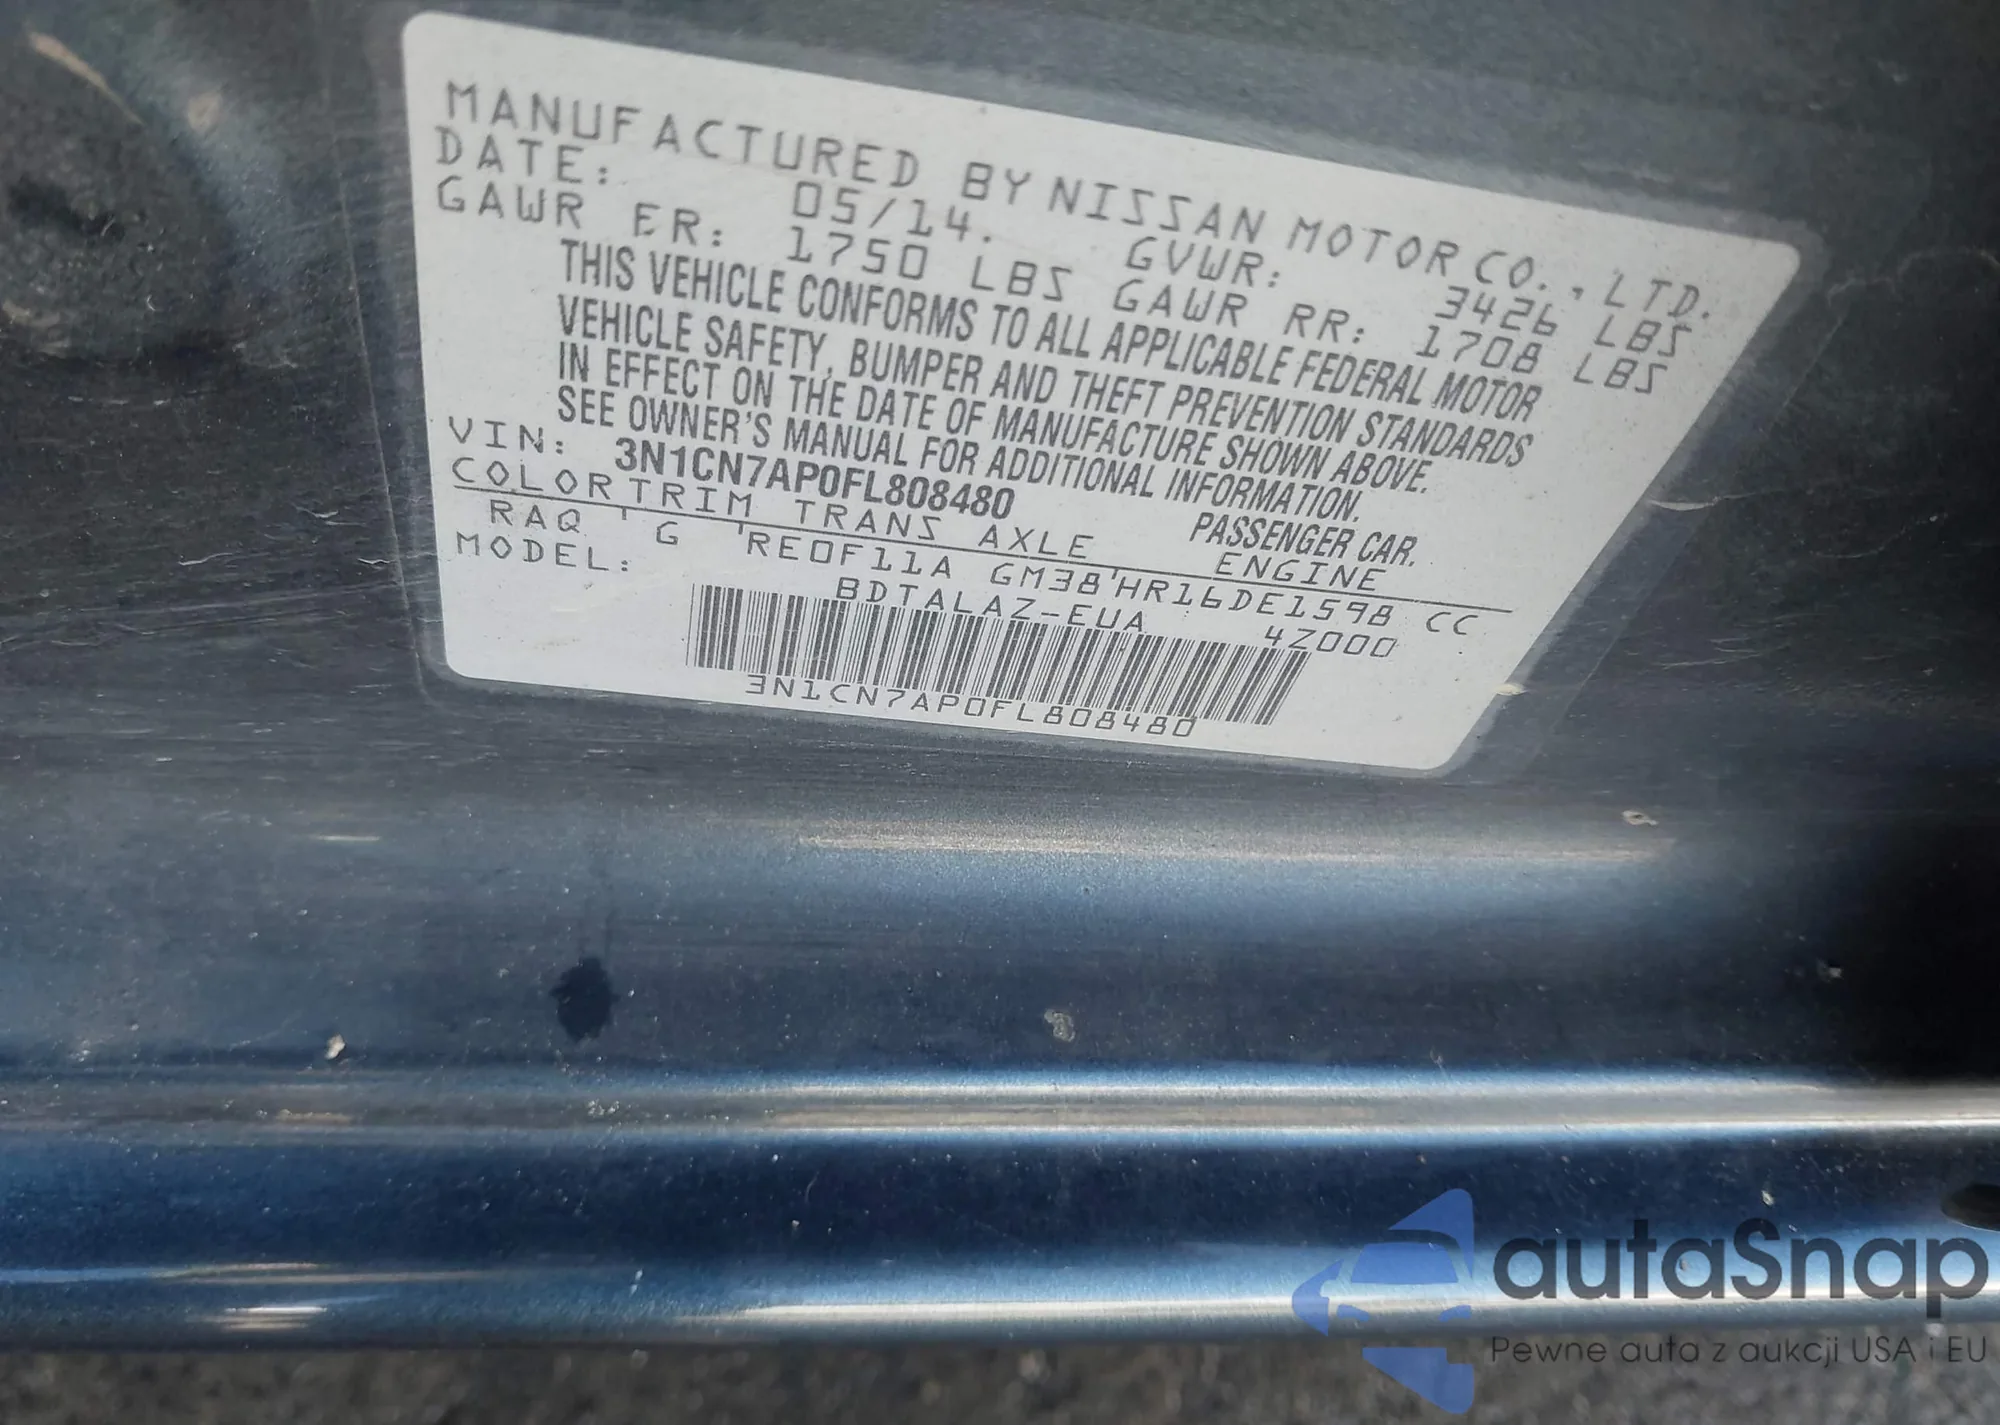 MANUFACTURED BY NISSAN MOTOR CO., LTD.
DATE: 05/14. GVWR: 3426 LBS
GAWR FR: 1750 LBS GAWR RR: 1708 LBS
THIS VEHICLE CONFORMS TO ALL APPLICABLE FEDERAL MOTOR
VEHICLE SAFETY, BUMPER AND THEFT PREVENTION STANDARDS
IN EFFECT ON THE DATE OF MANUFACTURE SHOWN ABOVE.
SEE OWNER'S MANUAL FOR ADDITIONAL INFORMATION.
VIN: 3N1CN7AP0FL808480 PASSENGER CAR.
COLOR TRIM TRANS AXLE ENGINE
RAQ G RE0F11A GM38 HR16DE1598 CC
MODEL: BDTALAZ-EUA 4Z000
3N1CN7AP0FL808480
autaSnap
Pewne auta z aukcji USA i EU